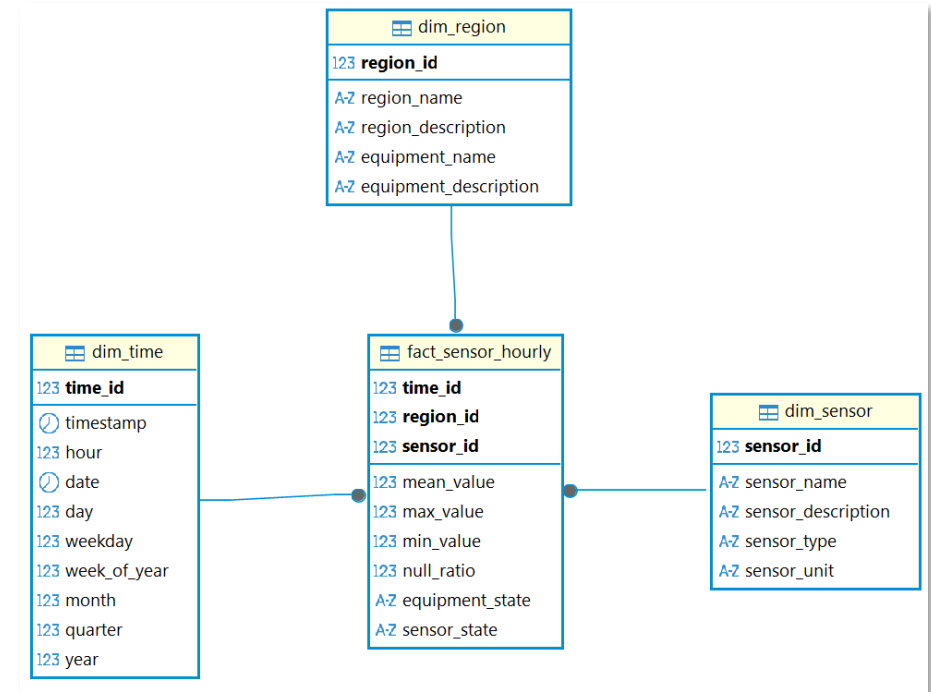 dim_region
123 region_id
A-Z region_name
A-Z region_description
A-Z equipment_name
A-Z equipment_description
dim_time
123 time_id
timestamp
123 hour
date
123 day
123 weekday
123 week_of_year
123 month
123 quarter
123 year
fact_sensor_hourly
123 time_id
123 region_id
123 sensor_id
123 mean_value
123 max_value
123 min_value
123 null_ratio
A-Z equipment_state
A-Z sensor_state
dim_sensor
123 sensor_id
A-Z sensor_name
A-Z sensor_description
A-Z sensor_type
A-Z sensor_unit